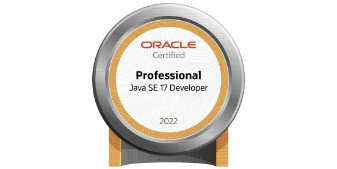 ORACLE
Certified
Professional
Java SE 17 Developer
2022